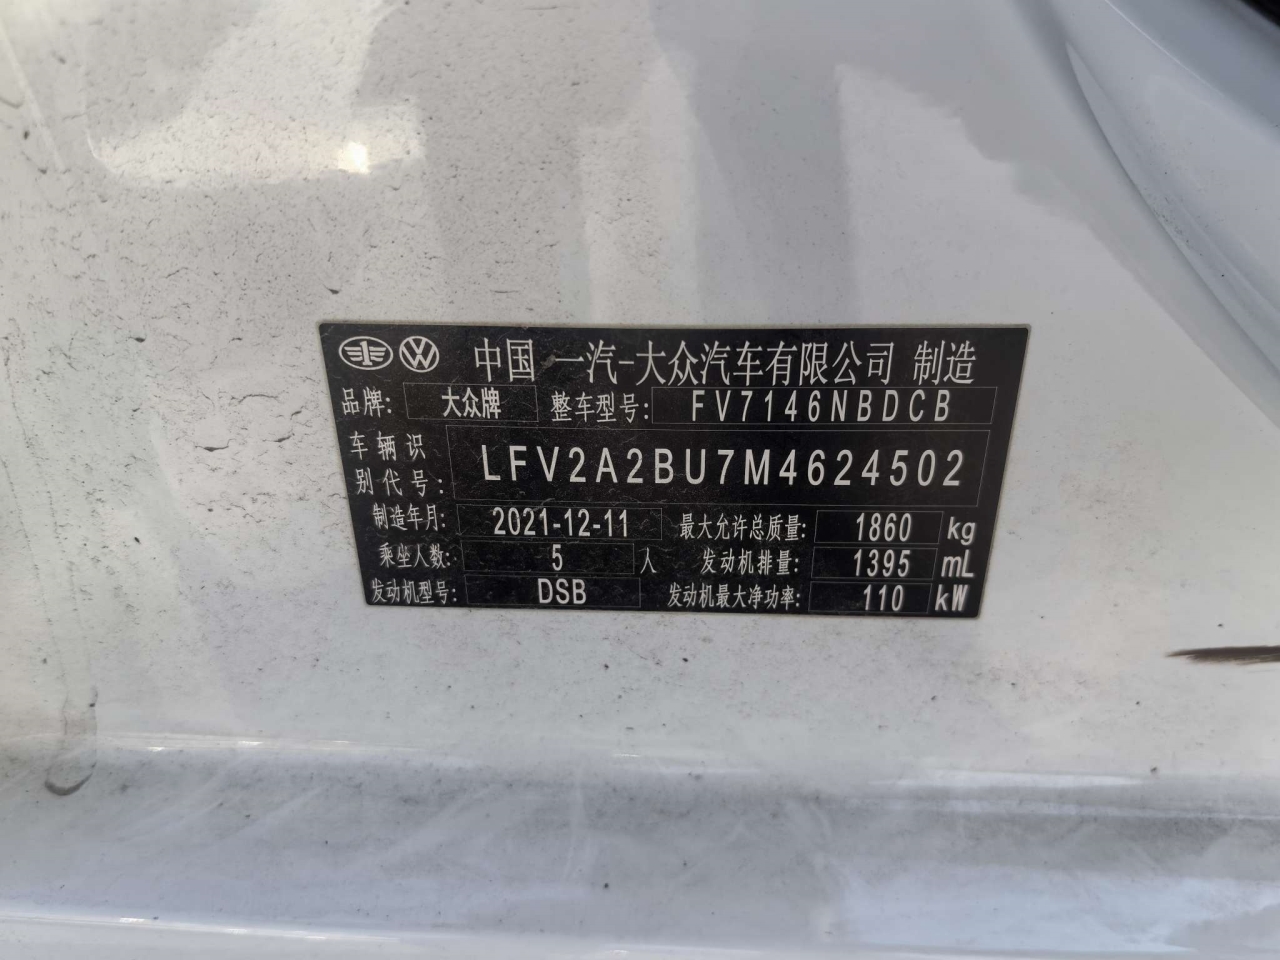 中国 一汽-大众汽车有限公司 制造
品牌: 大众牌 整车型号: FV7146NBDCB
车辆识别代号: LFV2A2BU7M4624502
制造年月: 2021-12-11 最大允许总质量: 1860 kg
乘坐人数: 5 人 发动机排量: 1395 mL
发动机型号: DSB 发动机最大净功率: 110 kW